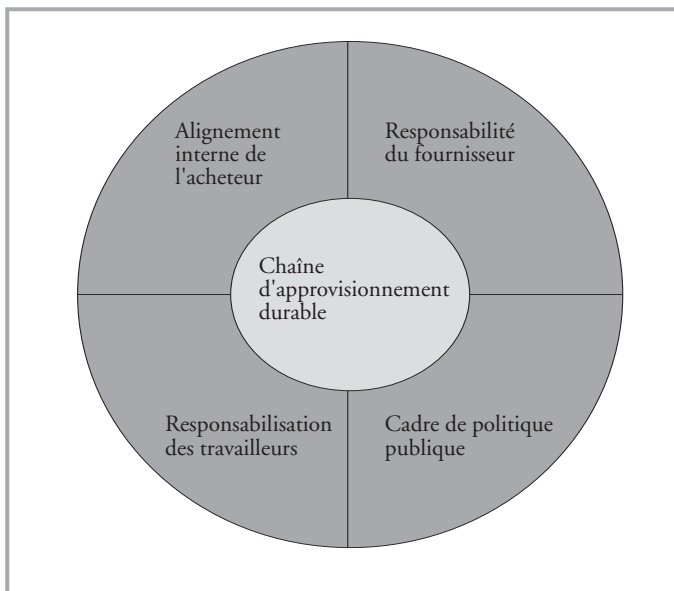 Alignement
interne de
l'acheteur
Responsabilité
du fournisseur
Chaîne
d'approvisionnement
durable
Responsabilisation
des travailleurs
Cadre de politique
publique